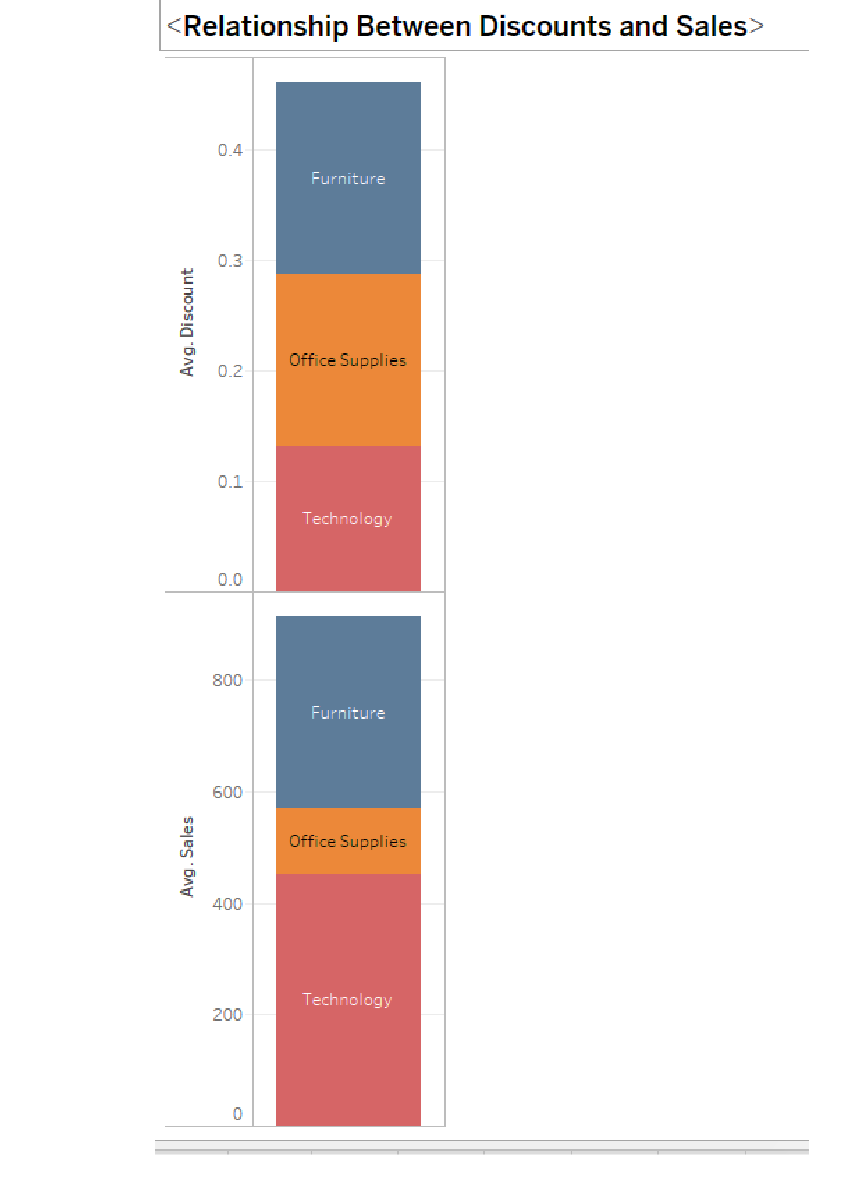 <Relationship Between Discounts and Sales>
0.4
Furniture
0.3
Avg. Discount
Office Supplies
0.2
0.1
Technology
0.0
800
Furniture
600
Avg. Sales
Office Supplies
400
Technology
200
0